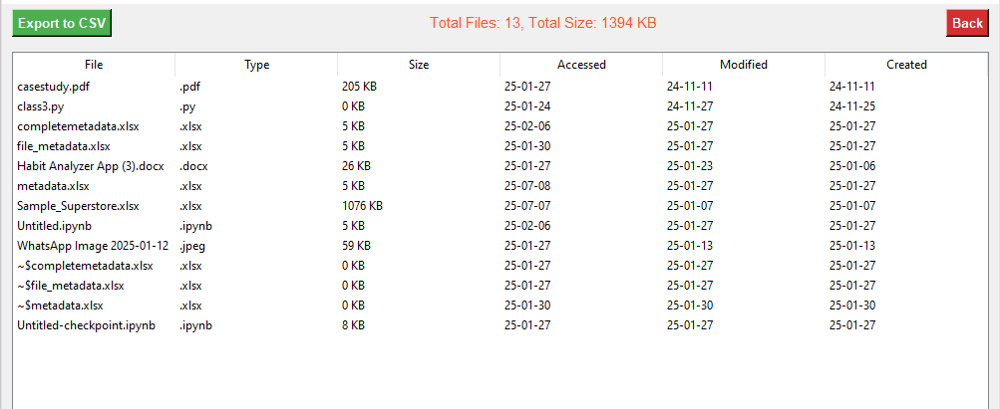 Export to CSV Total Files: 13, Total Size: 1394 KB Back
File Type Size Accessed Modified Created
casestudy.pdf .pdf 205 KB 25-01-27 24-11-11 24-11-11
class3.py .py 0 KB 25-01-24 24-11-27 24-11-25
completemetadata.xlsx .xlsx 5 KB 25-02-06 25-01-27 25-01-27
file_metadata.xlsx .xlsx 5 KB 25-01-30 25-01-27 25-01-27
Habit Analyzer App (3).docx .docx 26 KB 25-01-27 25-01-23 25-01-06
metadata.xlsx .xlsx 5 KB 25-07-08 25-01-27 25-01-27
Sample_Superstore.xlsx .xlsx 1076 KB 25-07-07 25-01-07 25-01-07
Untitled.ipynb .ipynb 5 KB 25-02-06 25-01-27 25-01-27
WhatsApp Image 2025-01-12 .jpeg 59 KB 25-01-27 25-01-13 25-01-13
~$completemetadata.xlsx .xlsx 0 KB 25-01-27 25-01-27 25-01-27
~$file_metadata.xlsx .xlsx 0 KB 25-01-27 25-01-27 25-01-27
~$metadata.xlsx .xlsx 0 KB 25-01-30 25-01-30 25-01-30
Untitled-checkpoint.ipynb .ipynb 8 KB 25-01-27 25-01-27 25-01-27